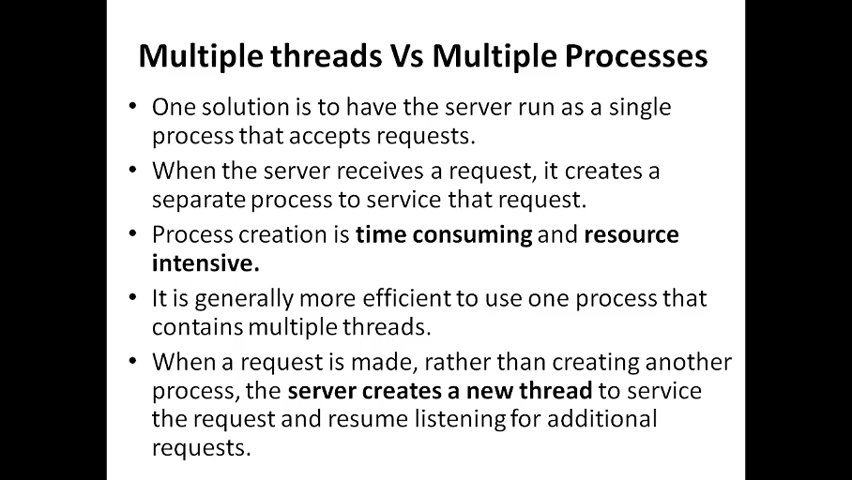 Multiple threads Vs Multiple Processes
• One solution is to have the server run as a single
process that accepts requests.
• When the server receives a request, it creates a
separate process to service that request.
• Process creation is time consuming and resource
intensive.
• It is generally more efficient to use one process that
contains multiple threads.
• When a request is made, rather than creating another
process, the server creates a new thread to service
the request and resume listening for additional
requests.